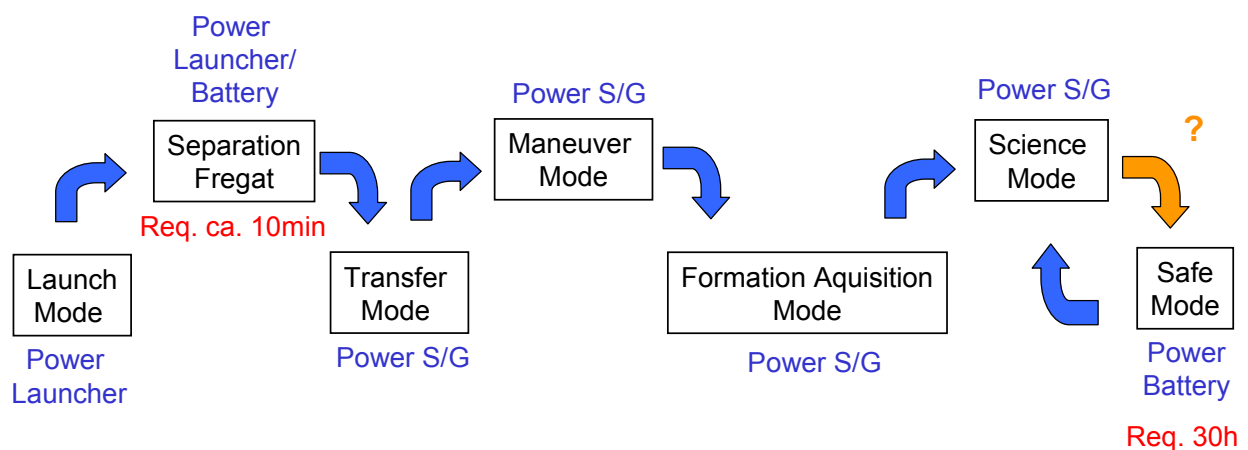 Power
Launcher/
Battery
Separation
Fregat
Req. ca. 10min
Launch
Mode
Power
Launcher
Transfer
Mode
Power S/G
Power S/G
Maneuver
Mode
Formation Aquisition
Mode
Power S/G
Power S/G
Science
Mode
?
Safe
Mode
Power
Battery
Req. 30h